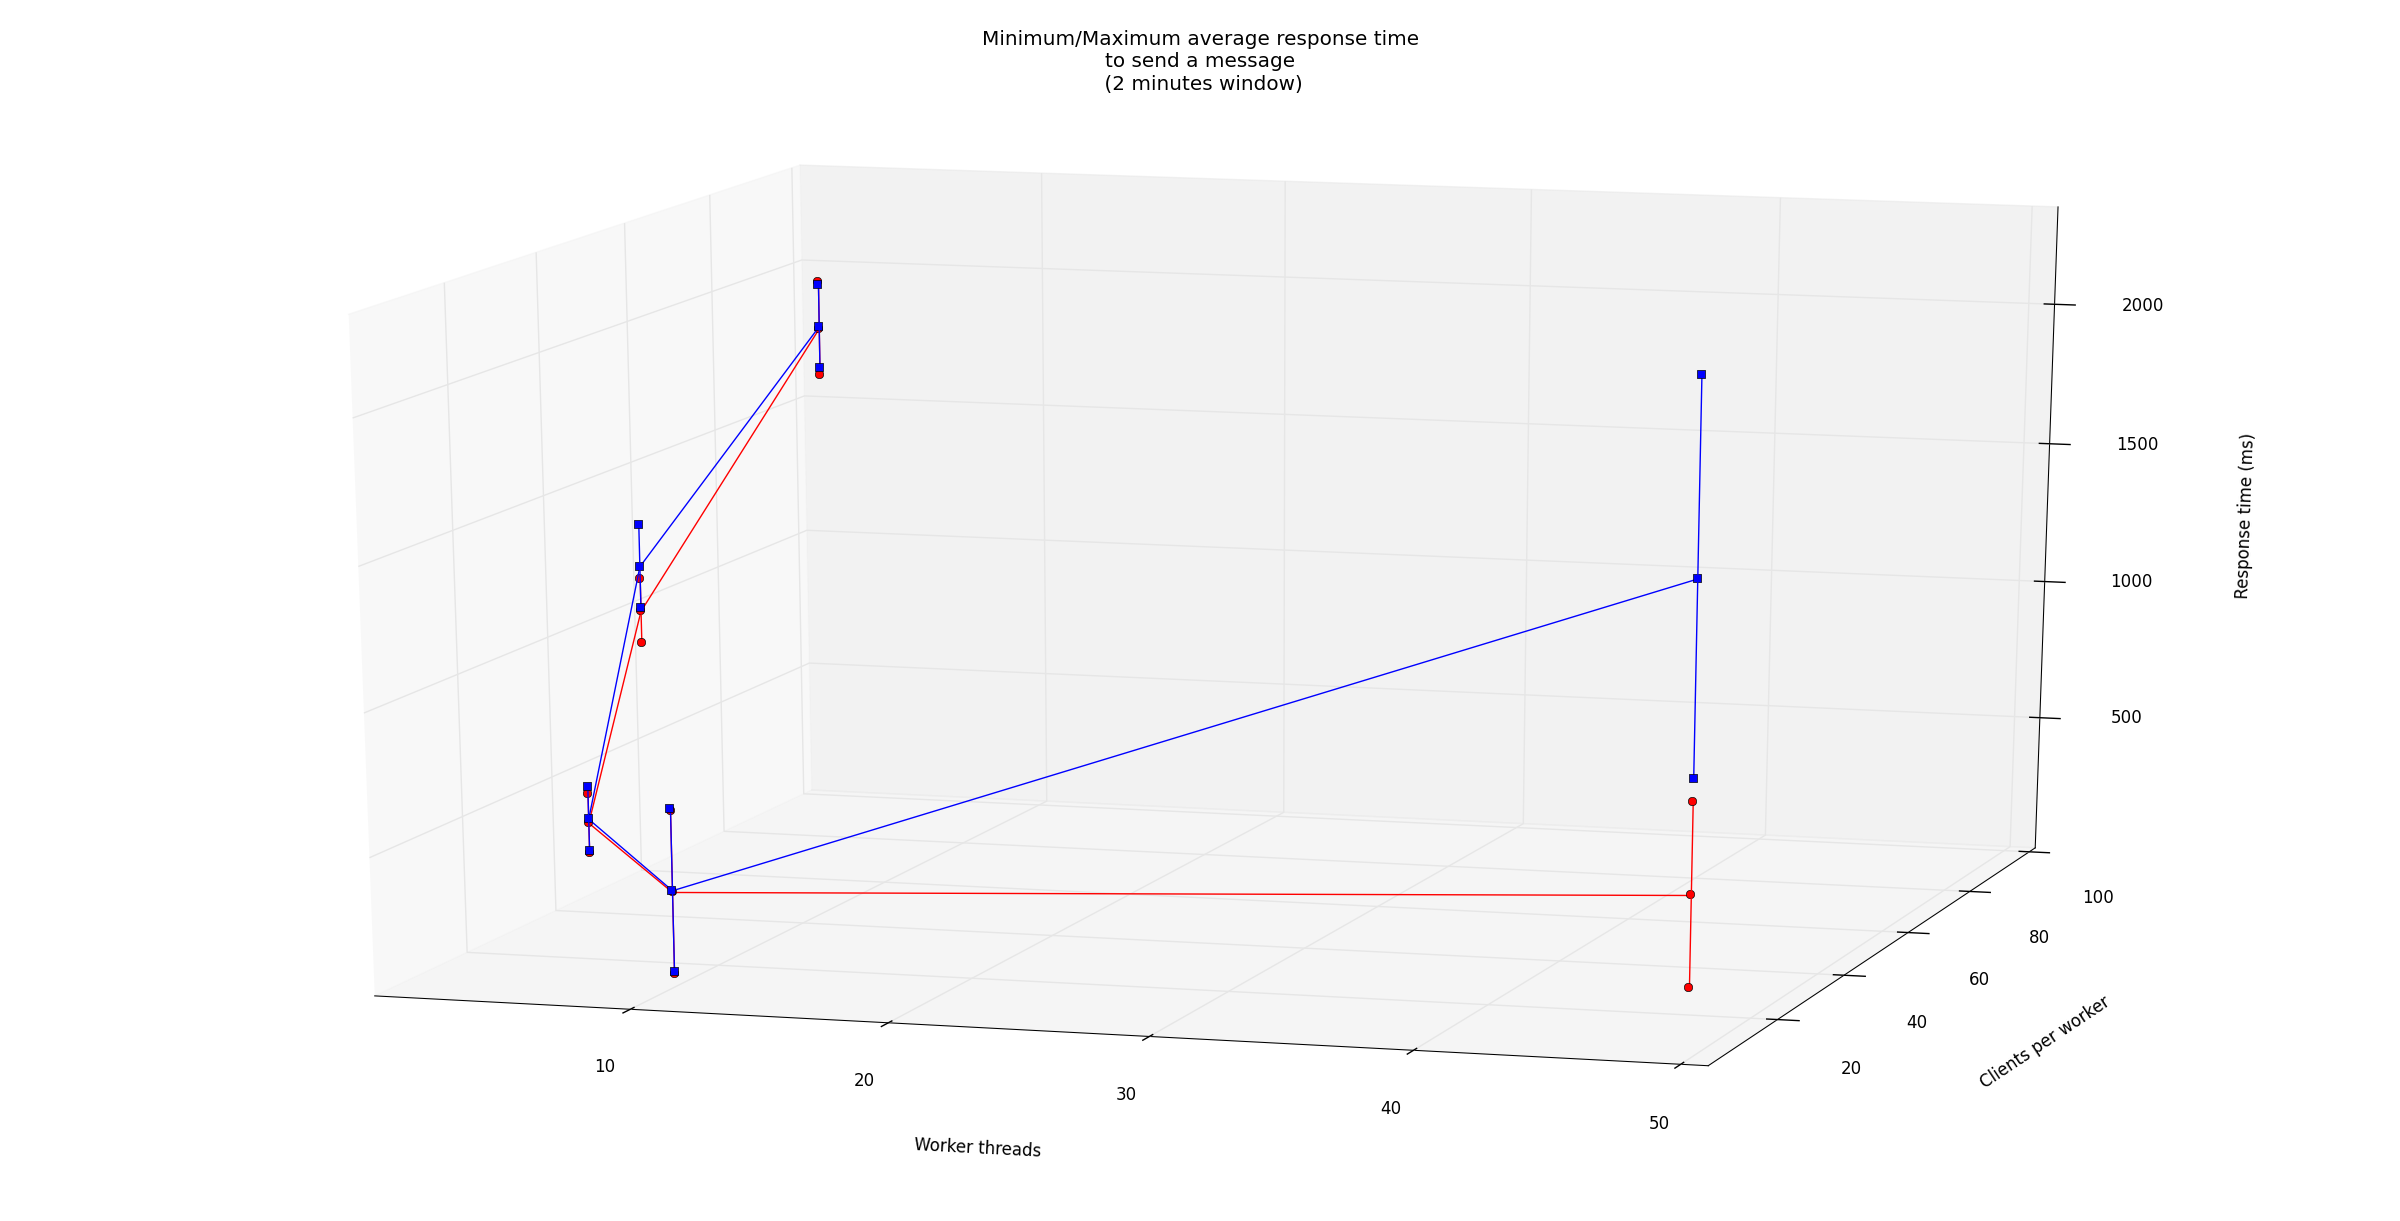 Minimum/Maximum average response time
to send a message
(2 minutes window)
2000
1500
1000
500
Response time (ms)
100
80
60
40
20
Clients per worker
10
20
30
40
50
Worker threads